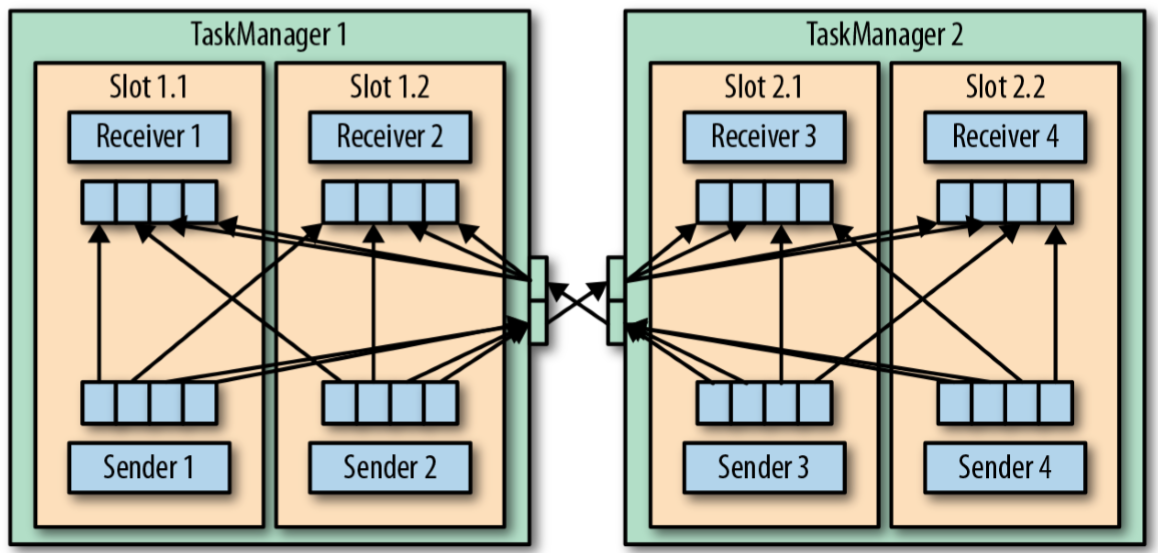 TaskManager 1
TaskManager 2
Slot 1.1
Slot 1.2
Slot 2.1
Slot 2.2
Receiver 1
Receiver 2
Receiver 3
Receiver 4
Sender 1
Sender 2
Sender 3
Sender 4